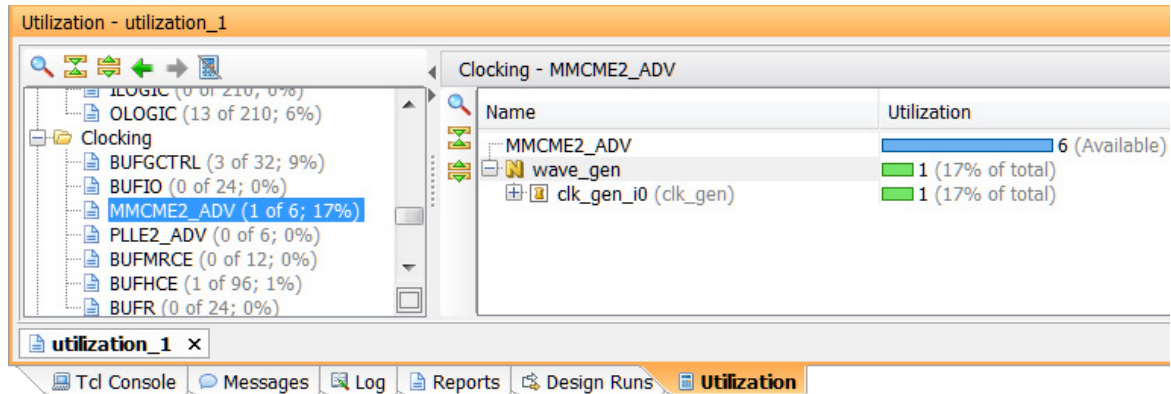 Utilization - utilization_1
ILOGIC (0 of 210; 0%)
OLOGIC (13 of 210; 6%)
Clocking
BUFGCTRL (3 of 32; 9%)
BUFIO (0 of 24; 0%)
MMCME2_ADV (1 of 6; 17%)
PLLE2_ADV (0 of 6; 0%)
BUFMRCE (0 of 12; 0%)
BUFHCE (1 of 96; 1%)
BUFR (0 of 24; 0%)
Clocking - MMCME2_ADV
Name Utilization
MMCME2_ADV 6 (Available)
wave_gen 1 (17% of total)
clk_gen_i0 (clk_gen) 1 (17% of total)
utilization_1
Tcl Console Messages Log Reports Design Runs Utilization